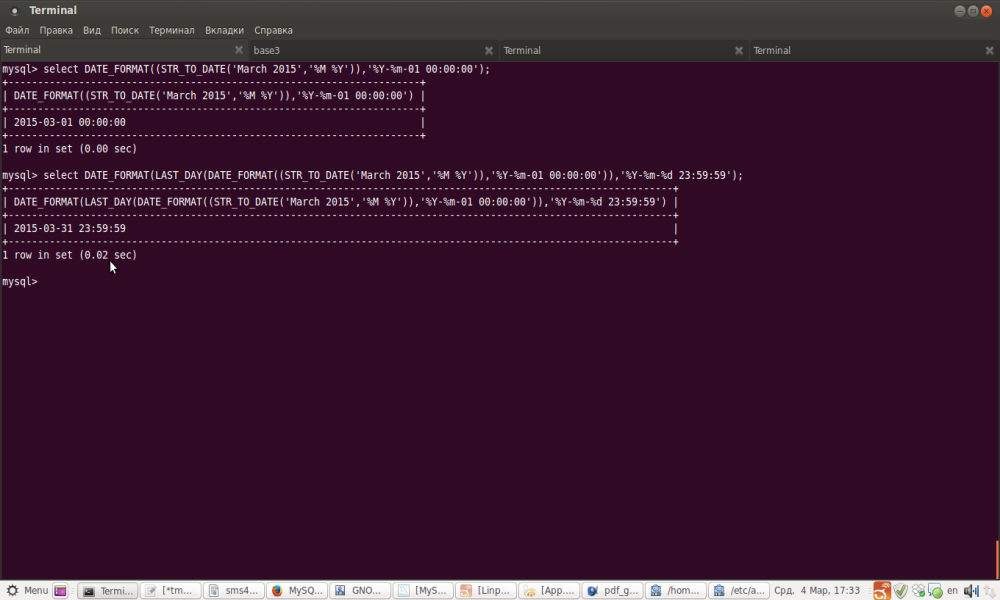 Terminal
Файл Правка Вид Поиск Терминал Вкладки Справка
Terminal base3 Terminal Terminal
mysql> select DATE_FORMAT((STR_TO_DATE('March 2015','%M %Y')),'%Y-%m-01 00:00:00');
+----------------------------------------------------------------------+
| DATE_FORMAT((STR_TO_DATE('March 2015','%M %Y')),'%Y-%m-01 00:00:00') |
+----------------------------------------------------------------------+
| 2015-03-01 00:00:00                                                  |
+----------------------------------------------------------------------+
1 row in set (0.00 sec)
mysql> select DATE_FORMAT(LAST_DAY(DATE_FORMAT((STR_TO_DATE('March 2015','%M %Y')),'%Y-%m-01 00:00:00')),'%Y-%m-%d 23:59:59');
+-----------------------------------------------------------------------------------------------------------------+
| DATE_FORMAT(LAST_DAY(DATE_FORMAT((STR_TO_DATE('March 2015','%M %Y')),'%Y-%m-01 00:00:00')),'%Y-%m-%d 23:59:59') |
+-----------------------------------------------------------------------------------------------------------------+
| 2015-03-31 23:59:59                                                                                             |
+-----------------------------------------------------------------------------------------------------------------+
1 row in set (0.02 sec)
mysql>
Menu Termi... [*tm... sms4... MySQ... GNO... [MyS... [Linp... [App.... pdf_g... /hom... /etc/a... Срд, 4 Мар, 17:33 en